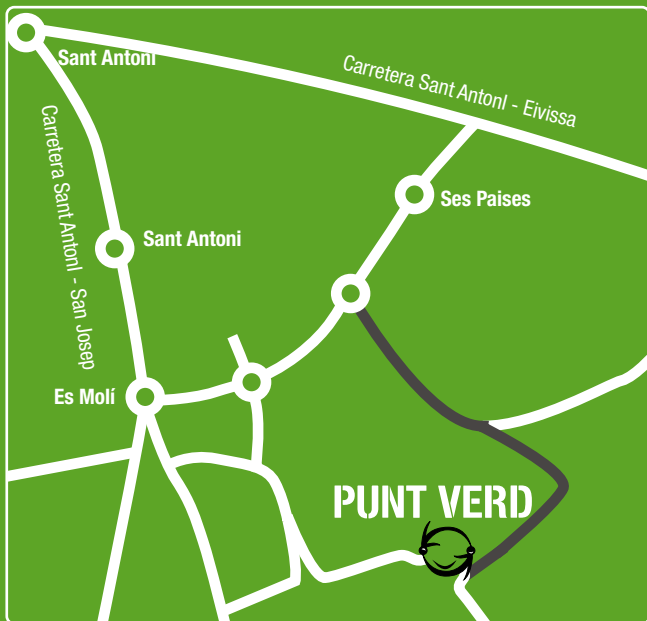 Sant Antoni
Carretera Sant AntonI - Eivissa
Ses Paises
Carretera Sant AntonI - San Josep
Sant Antoni
Es Molí
PUNT VERD